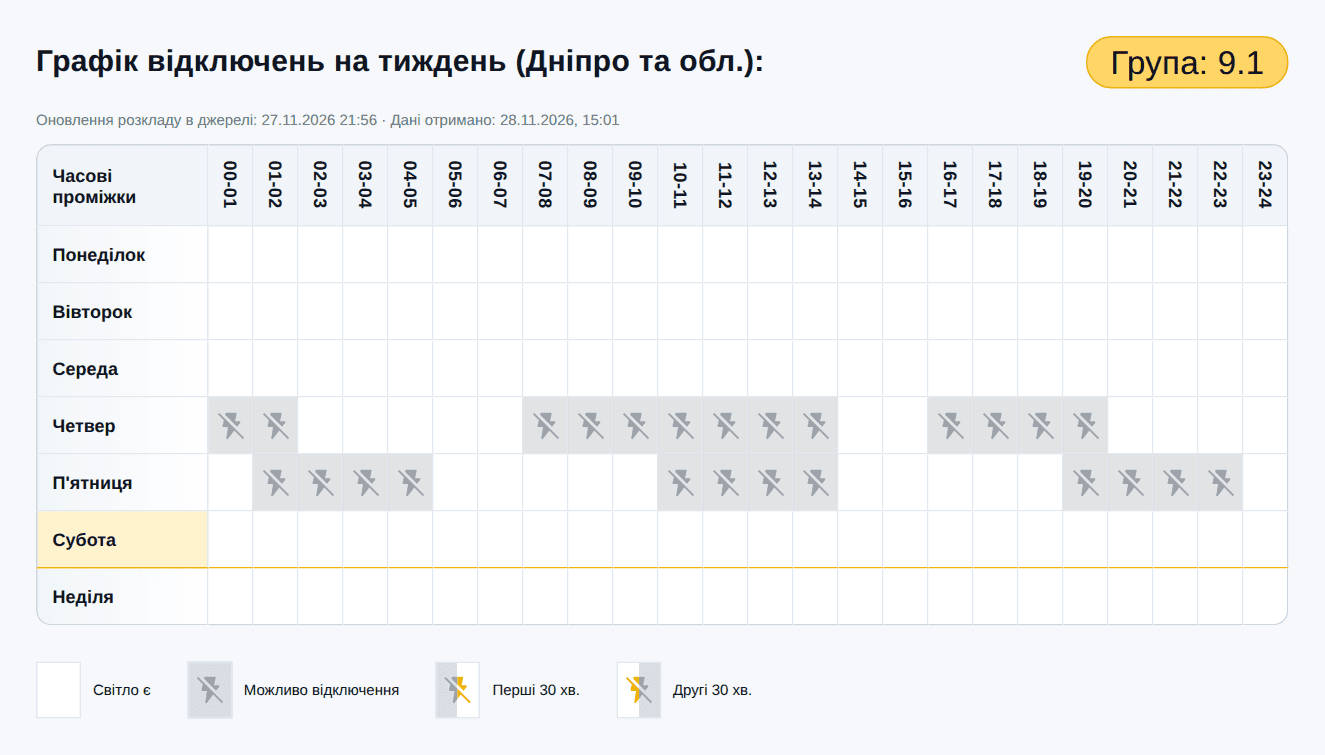 Графік відключень на тиждень (Дніпро та обл.):
Група: 9.1
Оновлення розкладу в джерелі: 27.11.2026 21:56 · Дані отримано: 28.11.2026, 15:01
Часові
проміжки
00-01 01-02 02-03 03-04 04-05 05-06 06-07 07-08 08-09 09-10 10-11 11-12 12-13 13-14 14-15 15-16 16-17 17-18 18-19 19-20 20-21 21-22 22-23 23-24
Понеділок
Вівторок
Середа
Четвер
П'ятниця
Субота
Неділя
Світло є
Можливо відключення
Перші 30 хв.
Другі 30 хв.